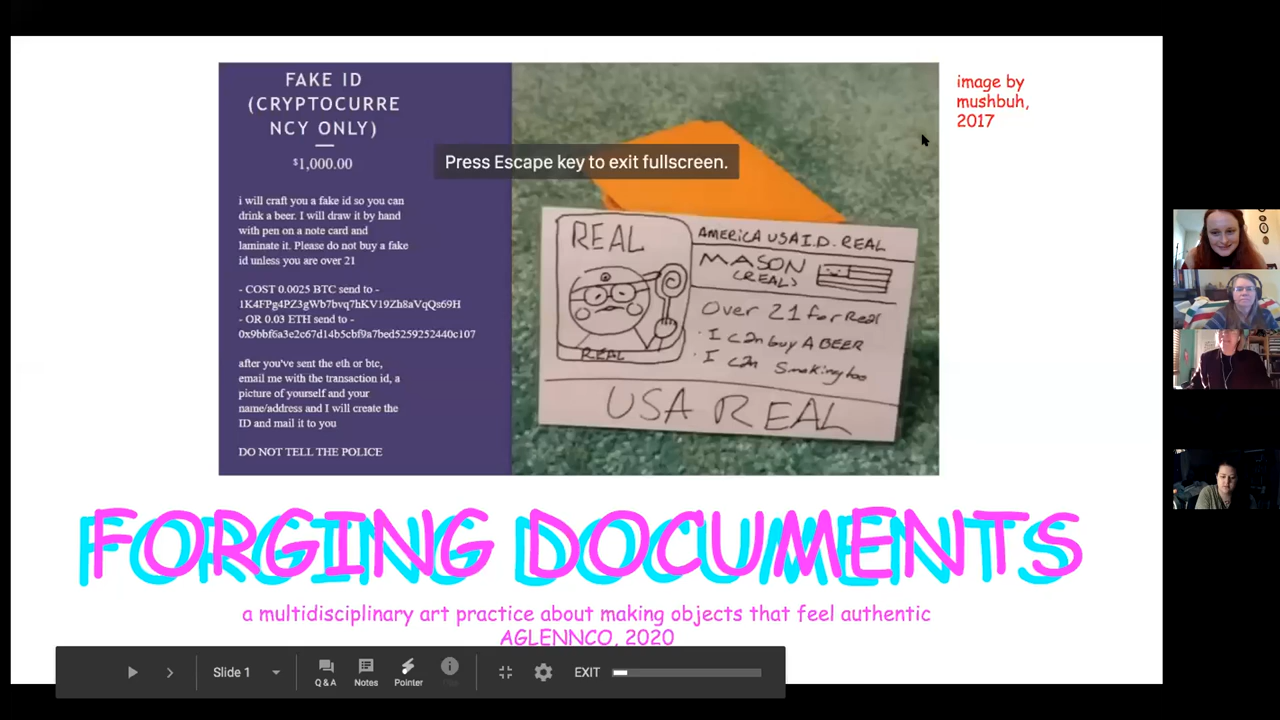 FAKE ID
(CRYPTOCURRE
NCY ONLY)
$1,000.00
i will craft you a fake id so you can
drink a beer. I will draw it by hand
with pen on a note card and
laminate it. Please do not buy a fake
id unless you are over 21
- COST 0.0025 BTC send to -
1K4FPg4PZ3gWb7bvq7hKV19Zh8aVqQs69H
- OR 0.03 ETH send to -
0x9bbf6a3e2c67d14b5cbf9a7bed5259252440c107
after you've sent the eth or btc,
email me with the transaction id, a
picture of yourself and your
name/address and I will create the
ID and mail it to you
DO NOT TELL THE POLICE
Press Escape key to exit fullscreen.
REAL
REAL
AMERICA USA I.D. REAL
MASON
(REAL)
Over 21 for Real
· I can buy A BEER
· I can Smoking too
USA REAL
image by
mushbuh,
2017
FORGING DOCUMENTS
a multidisciplinary art practice about making objects that feel authentic
AGLENNCO, 2020
Slide 1
Q & A
Notes
Pointer
EXIT